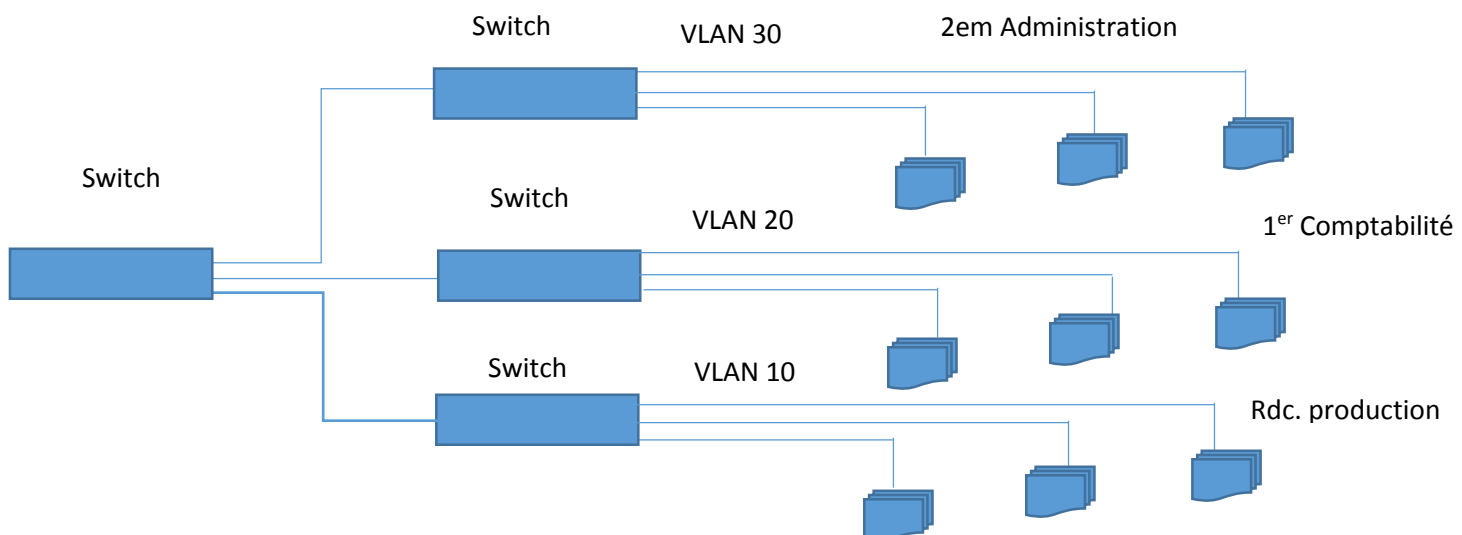 Switch
VLAN 30
2em Administration
Switch
Switch
VLAN 20
1er Comptabilité
Switch
VLAN 10
Rdc. production